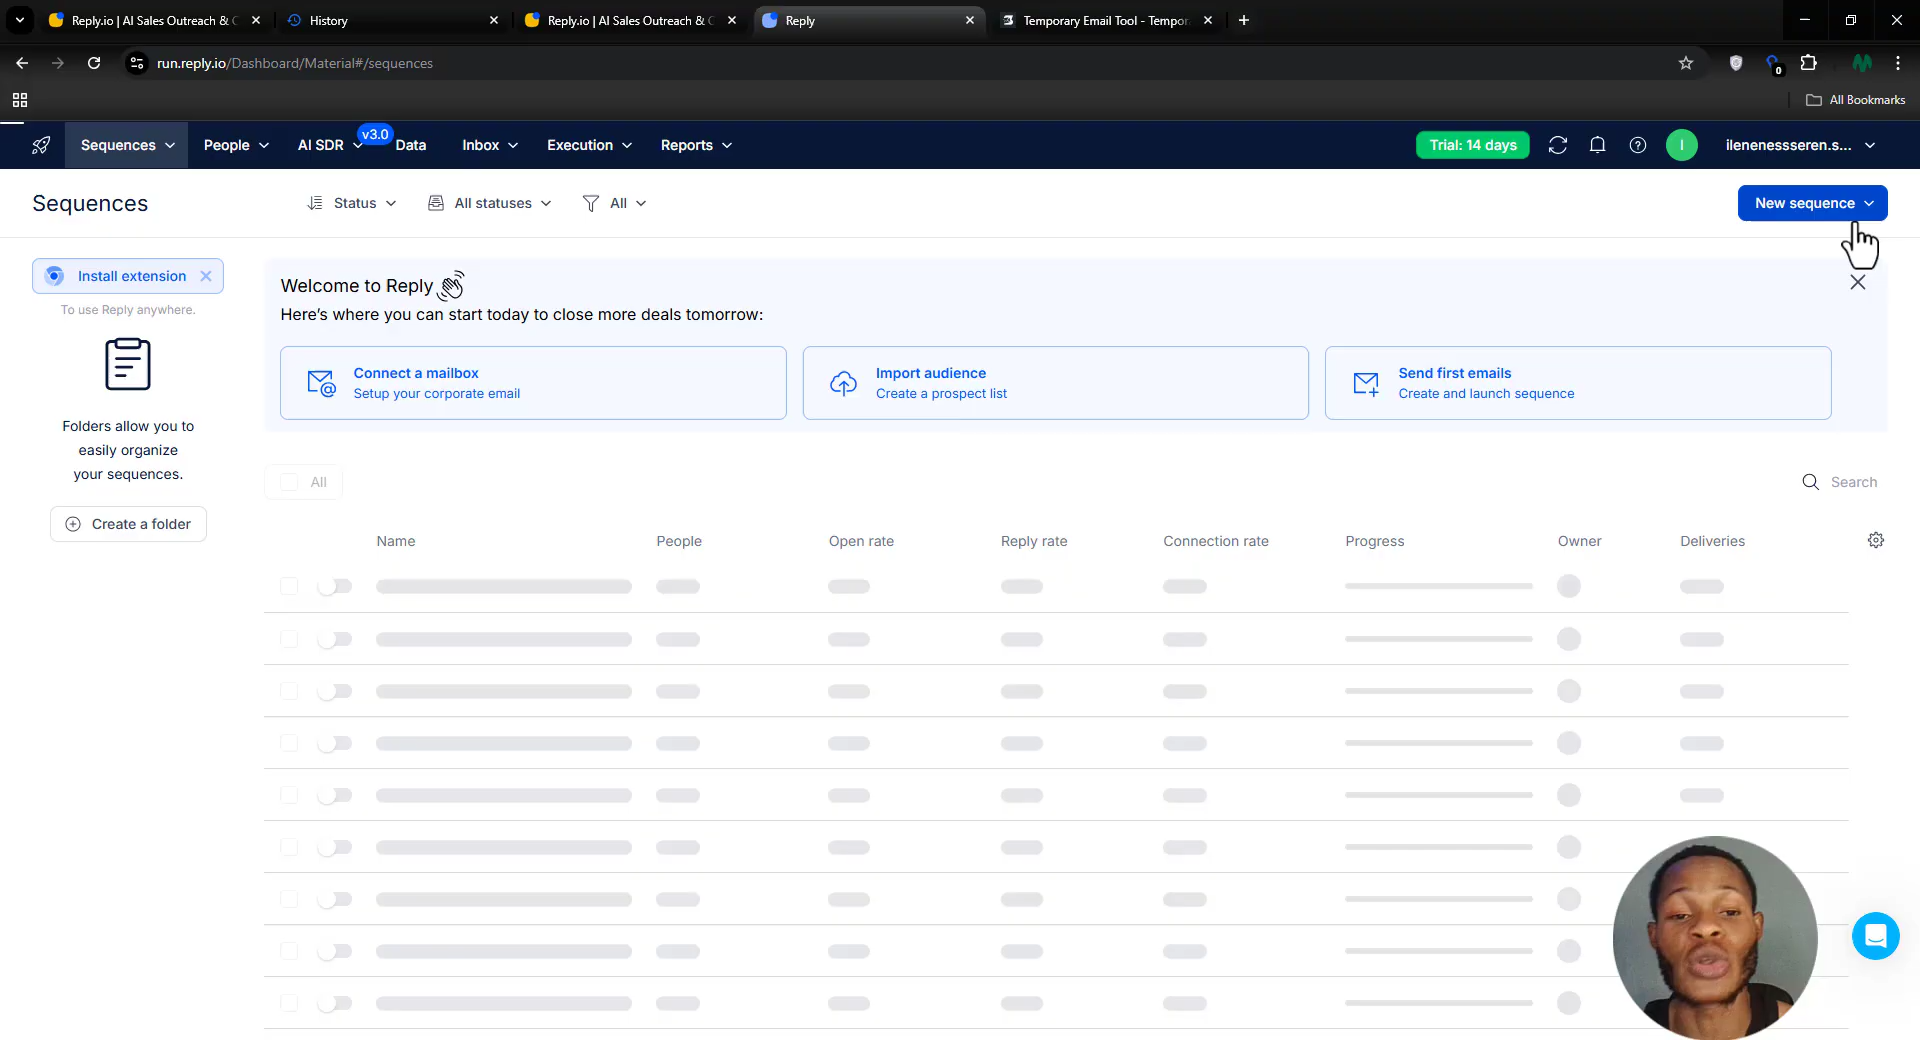 Reply.io | AI Sales Outreach & C
History
Reply.io | AI Sales Outreach & C
Reply
Temporary Email Tool - Tempor
run.reply.io/Dashboard/Material#/sequences
0
All Bookmarks
Sequences
People
AI SDR
v3.0
Data
Inbox
Execution
Reports
Trial: 14 days
I
ilenenessseren.s...
Sequences
Status
All statuses
All
New sequence
Install extension
To use Reply anywhere.
Folders allow you to
easily organize
your sequences.
Create a folder
Welcome to Reply
Here's where you can start today to close more deals tomorrow:
Connect a mailbox
Setup your corporate email
Import audience
Create a prospect list
Send first emails
Create and launch sequence
All
Search
Name
People
Open rate
Reply rate
Connection rate
Progress
Owner
Deliveries